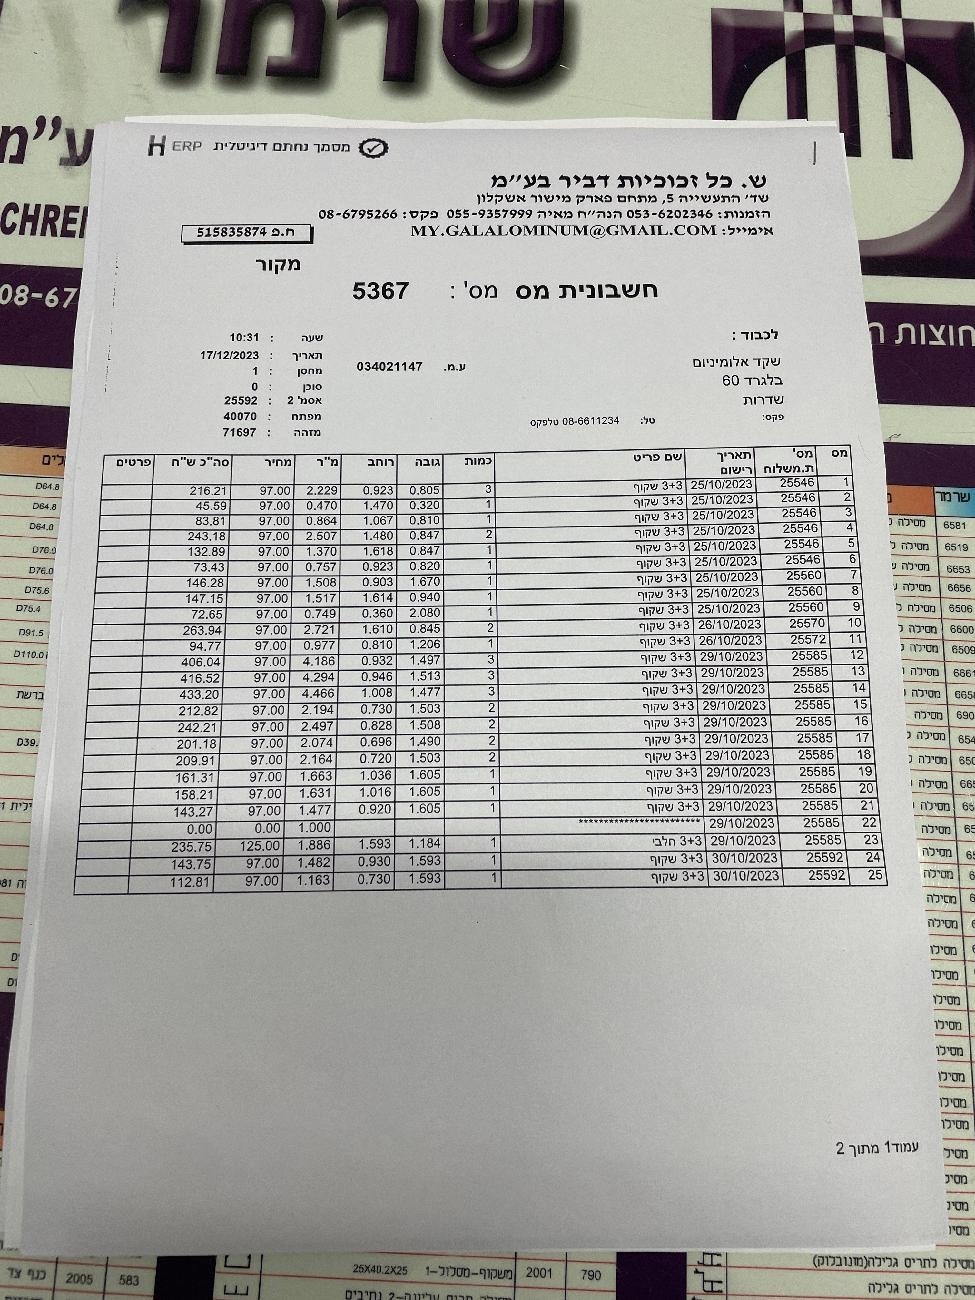 שרמו
ע״מ
CHREI
08-67
חוצות
מסמך נחתם דיגיטלית ERP H
ש. כל זכוכיות דביר בע״מ
שד׳ התעשייה 5, מתחם פארק מישור אשקלון
הזמנות: 053-6202346 הנה״ח מאיה 055-9357999 פקס: 08-6795266
אימייל: MY.GALALOMINUM@GMAIL.COM
ח.פ 515835874
מקור
חשבונית מס מס' : 5367
לכבוד :
שקד אלומיניום
בלגרד 60
שדרות
טל: 08-6611234 טלפקס
פקס:
ע.מ. 034021147
שעה : 10:31
תאריך : 17/12/2023
מחסן : 1
סוכן : 0
אסמ' 2 : 25592
מפתח : 40070
מזהה : 71697
מס מס' ת.משלוח תאריך רישום שם פריט כמות גובה רוחב מ"ר מחיר סה"כ ש"ח פרטים
1 25546 25/10/2023 3+3 שקוף 3 0.805 0.923 2.229 97.00 216.21
2 25546 25/10/2023 3+3 שקוף 1 0.320 1.470 0.470 97.00 45.59
3 25546 25/10/2023 3+3 שקוף 1 0.810 1.067 0.864 97.00 83.81
4 25546 25/10/2023 3+3 שקוף 2 0.847 1.480 2.507 97.00 243.18
5 25546 25/10/2023 3+3 שקוף 1 0.847 1.618 1.370 97.00 132.89
6 25546 25/10/2023 3+3 שקוף 1 0.820 0.923 0.757 97.00 73.43
7 25560 25/10/2023 3+3 שקוף 1 1.670 0.903 1.508 97.00 146.28
8 25560 25/10/2023 3+3 שקוף 1 0.940 1.614 1.517 97.00 147.15
9 25560 25/10/2023 3+3 שקוף 1 2.080 0.360 0.749 97.00 72.65
10 25570 26/10/2023 3+3 שקוף 2 0.845 1.610 2.721 97.00 263.94
11 25572 26/10/2023 3+3 שקוף 1 1.206 0.810 0.977 97.00 94.77
12 25585 29/10/2023 3+3 שקוף 3 1.497 0.932 4.186 97.00 406.04
13 25585 29/10/2023 3+3 שקוף 3 1.513 0.946 4.294 97.00 416.52
14 25585 29/10/2023 3+3 שקוף 3 1.477 1.008 4.466 97.00 433.20
15 25585 29/10/2023 3+3 שקוף 2 1.503 0.730 2.194 97.00 212.82
16 25585 29/10/2023 3+3 שקוף 2 1.508 0.828 2.497 97.00 242.21
17 25585 29/10/2023 3+3 שקוף 2 1.490 0.696 2.074 97.00 201.18
18 25585 29/10/2023 3+3 שקוף 2 1.503 0.720 2.164 97.00 209.91
19 25585 29/10/2023 3+3 שקוף 1 1.605 1.036 1.663 97.00 161.31
20 25585 29/10/2023 3+3 שקוף 1 1.605 1.016 1.631 97.00 158.21
21 25585 29/10/2023 3+3 שקוף 1 1.605 0.920 1.477 97.00 143.27
22 25585 29/10/2023 *********************** 1.000 0.00 0.00
23 25585 29/10/2023 3+3 חלבי 1 1.184 1.593 1.886 125.00 235.75
24 25592 30/10/2023 3+3 שקוף 1 1.593 0.930 1.482 97.00 143.75
25 25592 30/10/2023 3+3 שקוף 1 1.593 0.730 1.163 97.00 112.81
עמוד1 מתוך 2
מסילה לתריס גלילה(מונובלוק)
מסילה לתריס גלילה
790 2001 משקוף-מסלול-1 25X40.2X25
583 2005 כנף צד